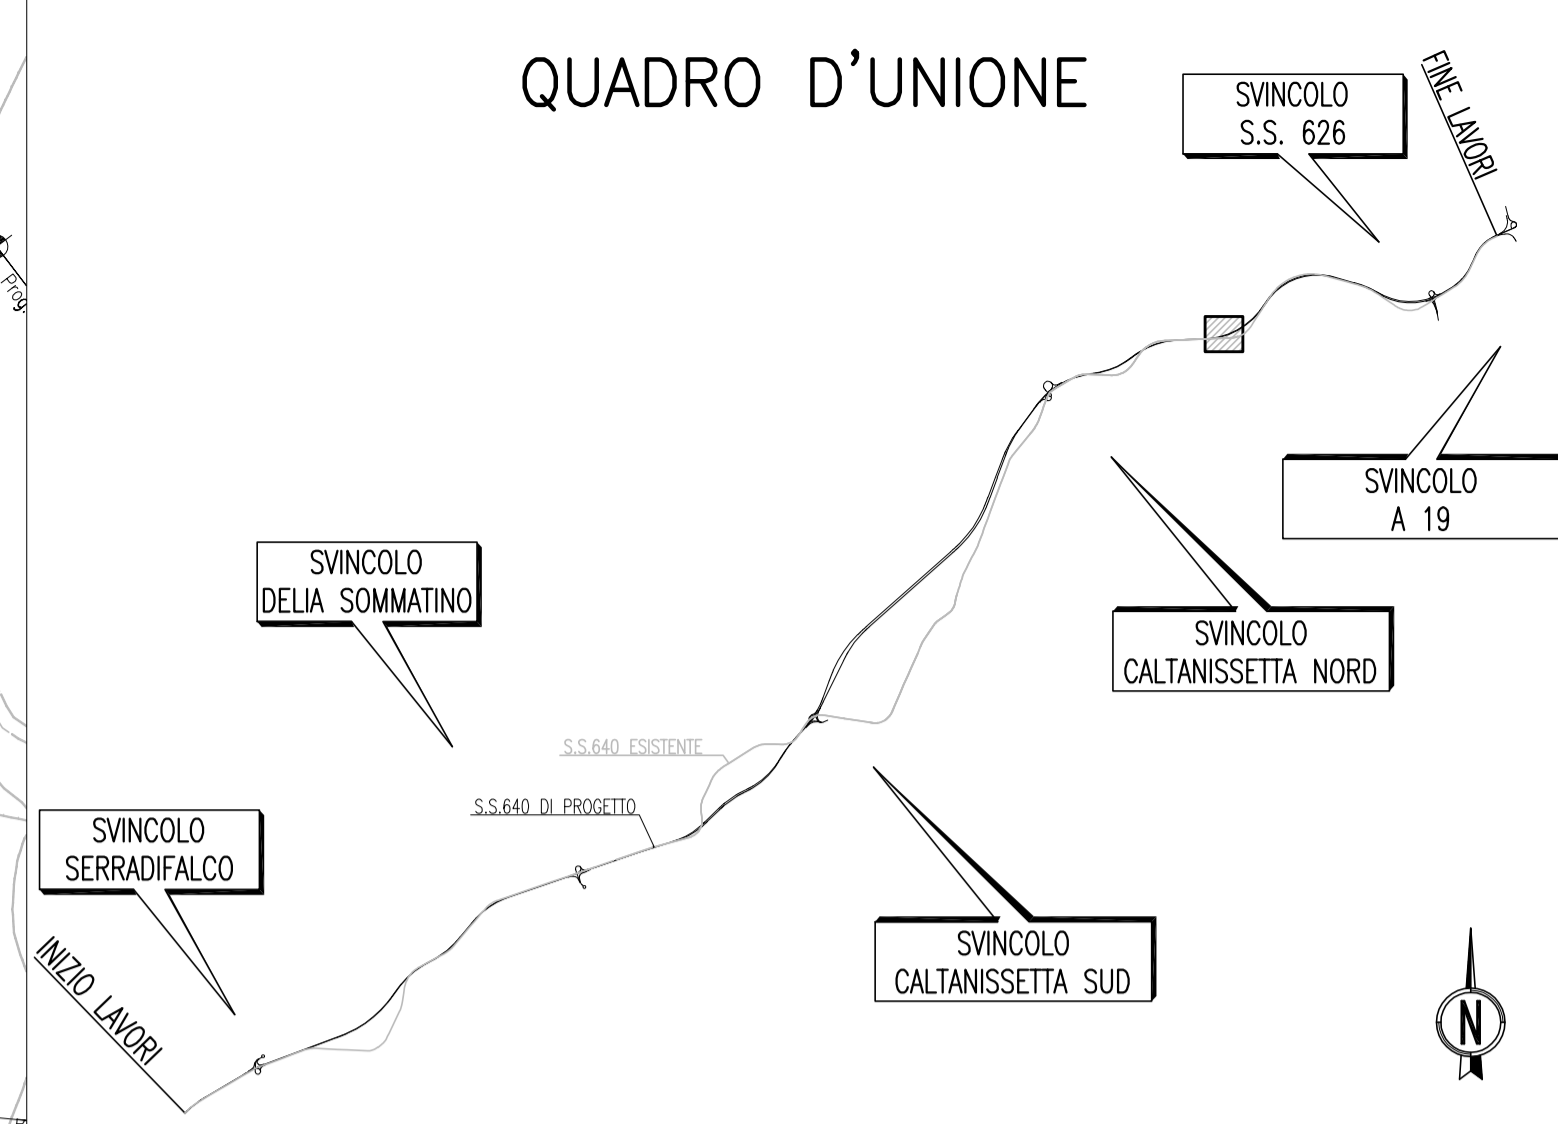 QUADRO D'UNIONE
SVINCOLO
S.S. 626
FINE LAVORI
Prog.
SVINCOLO
A 19
SVINCOLO
DELIA SOMMATINO
SVINCOLO
CALTANISSETTA NORD
S.S.640 ESISTENTE
S.S.640 DI PROGETTO
SVINCOLO
SERRADIFALCO
SVINCOLO
CALTANISSETTA SUD
INIZIO LAVORI
N